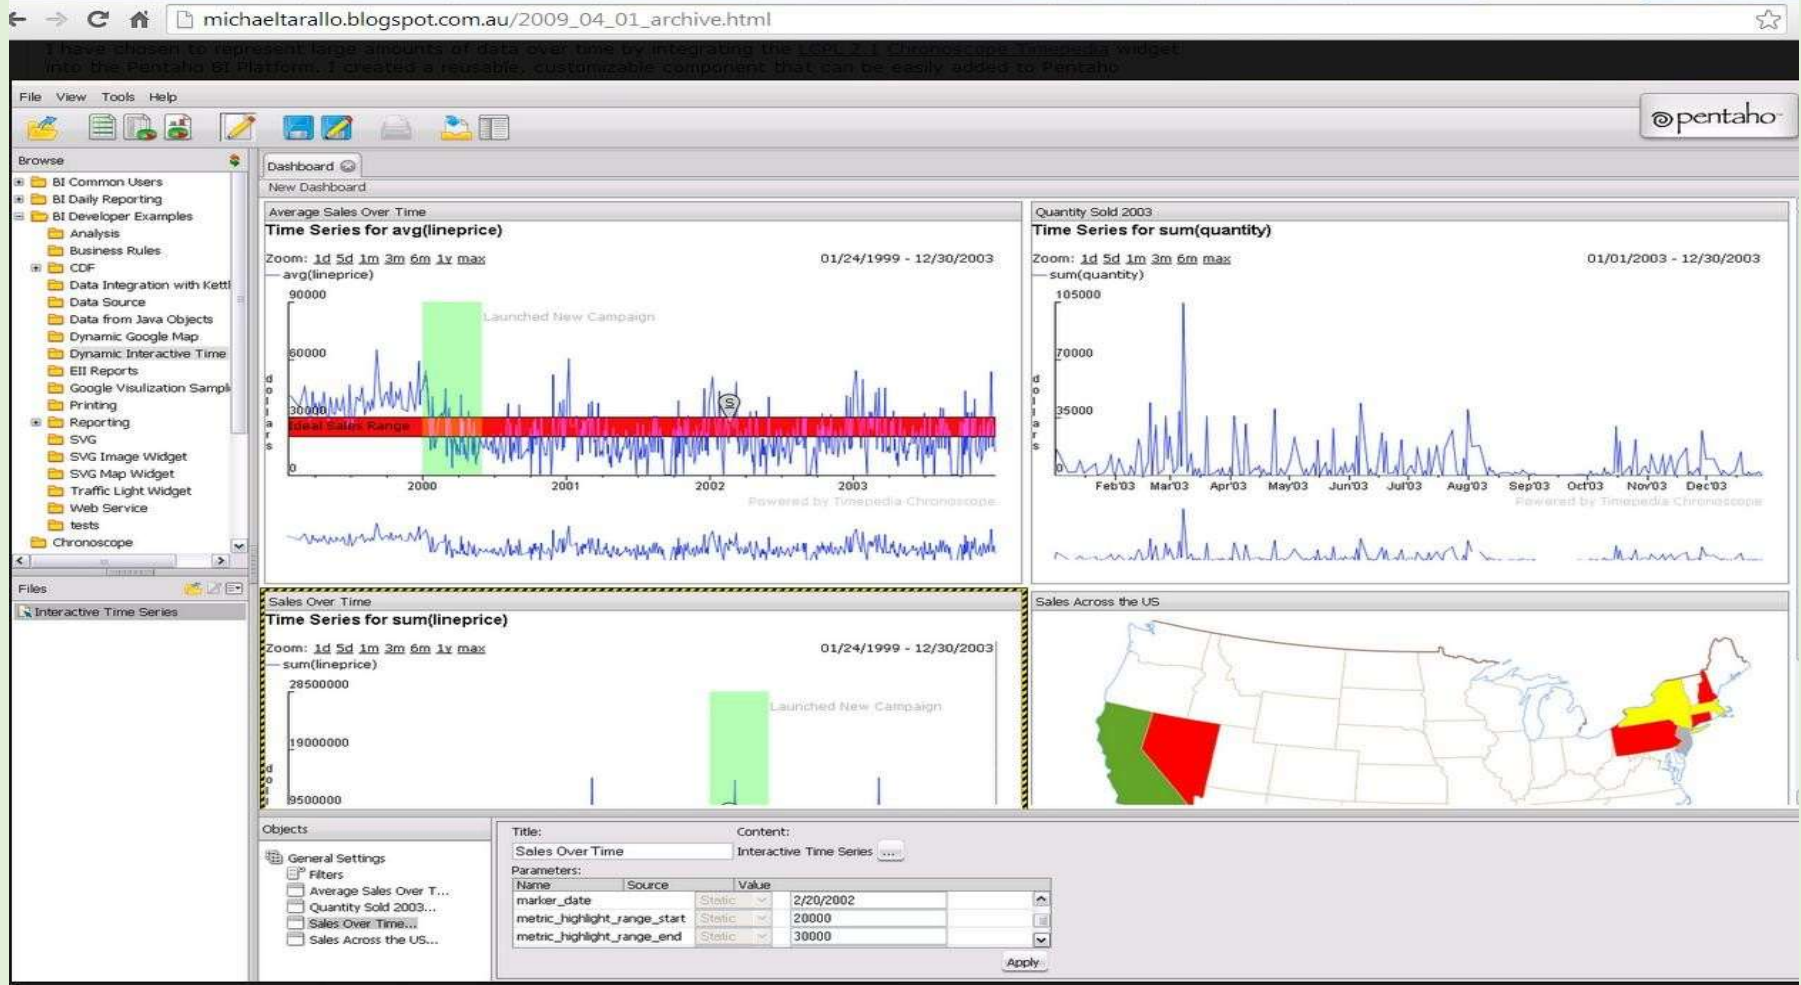 michaeltarallo.blogspot.com.au/2009_04_01_archive.html
I have chosen to represent large amounts of data over time by integrating the LGPL 2.1 Chronoscope Timepedia widget
into the Pentaho BI Platform. I created a reusable, customizable component that can be easily added to Pentaho
File View Tools Help
pentaho
Browse
BI Common Users
BI Daily Reporting
BI Developer Examples
Analysis
Business Rules
CDF
Data Integration with Kettl
Data Source
Data from Java Objects
Dynamic Google Map
Dynamic Interactive Time
EII Reports
Google Visulization Sampl
Printing
Reporting
SVG
SVG Image Widget
SVG Map Widget
Traffic Light Widget
Web Service
tests
Chronoscope
Files
Interactive Time Series
Dashboard
New Dashboard
Average Sales Over Time
Time Series for avg(lineprice)
Zoom: 1d 5d 1m 3m 6m 1y max 01/24/1999 - 12/30/2003
avg(lineprice)
90000
Launched New Campaign
60000
30000
Ideal Sales Range
0
dollars
2000 2001 2002 2003
S
Powered by Timepedia Chronoscope
Quantity Sold 2003
Time Series for sum(quantity)
Zoom: 1d 5d 1m 3m 6m max 01/01/2003 - 12/30/2003
sum(quantity)
105000
70000
35000
0
dollars
Feb'03 Mar'03 Apr'03 May'03 Jun'03 Jul'03 Aug'03 Sep'03 Oct'03 Nov'03 Dec'03
Powered by Timepedia Chronoscope
Sales Over Time
Time Series for sum(lineprice)
Zoom: 1d 5d 1m 3m 6m 1y max 01/24/1999 - 12/30/2003
sum(lineprice)
28500000
Launched New Campaign
19000000
9500000
Sales Across the US
Objects
General Settings
Filters
Average Sales Over T...
Quantity Sold 2003...
Sales Over Time...
Sales Across the US...
Title: Content:
Sales Over Time Interactive Time Series ...
Parameters:
Name Source Value
marker_date Static 2/20/2002
metric_highlight_range_start Static 20000
metric_highlight_range_end Static 30000
Apply